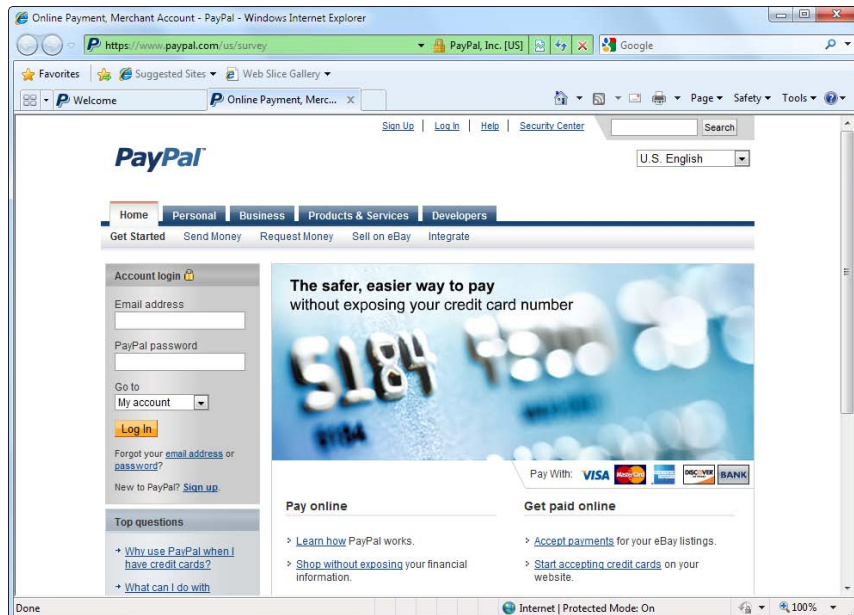 Online Payment, Merchant Account - PayPal - Windows Internet Explorer
https://www.paypal.com/us/survey
PayPal, Inc. [US]
Google
Favorites
Suggested Sites
Web Slice Gallery
Welcome
Online Payment, Merc...
Page
Safety
Tools
Sign Up | Log In | Help | Security Center
Search
PayPal
U.S. English
Home
Personal
Business
Products & Services
Developers
Get Started
Send Money
Request Money
Sell on eBay
Integrate
Account login
Email address
PayPal password
Go to
My account
Log In
Forgot your email address or
password?
New to PayPal? Sign up.
Top questions
Why use PayPal when I
have credit cards?
What can I do with
The safer, easier way to pay
without exposing your credit card number
5184
Pay With: VISA MasterCard DISCOVER BANK
Pay online
Learn how PayPal works.
Shop without exposing your financial
information.
Get paid online
Accept payments for your eBay listings.
Start accepting credit cards on your
website.
Done
Internet | Protected Mode: On
100%